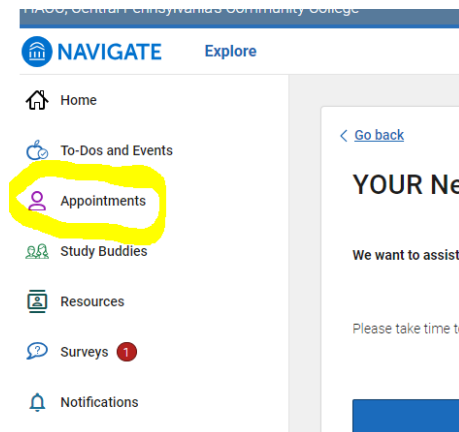 HACC, Central Pennsylvania's Community College
NAVIGATE Explore
Home
Go back
To-Dos and Events
YOUR Ne
Appointments
We want to assist
Study Buddies
Resources
Please take time t
Surveys 1
Notifications